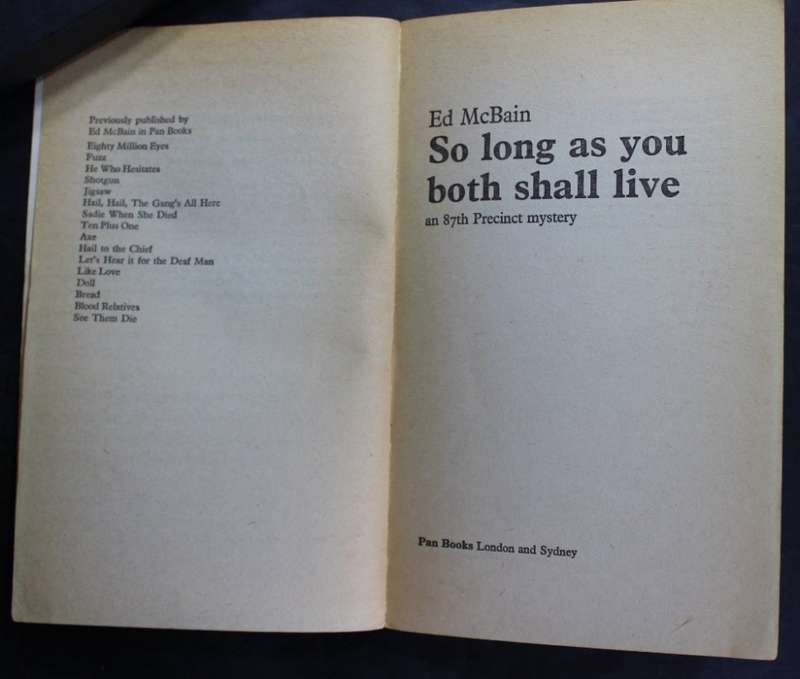 Previously published by
Ed McBain in Pan Books
Eighty Million Eyes
Fuzz
He Who Hesitates
Shotgun
Jigsaw
Hail, Hail, The Gang's All Here
Sadie When She Died
Ten Plus One
Axe
Hail to the Chief
Let's Hear it for the Deaf Man
Like Love
Doll
Bread
Blood Relatives
See Them Die
Ed McBain
So long as you
both shall live
an 87th Precinct mystery
Pan Books London and Sydney